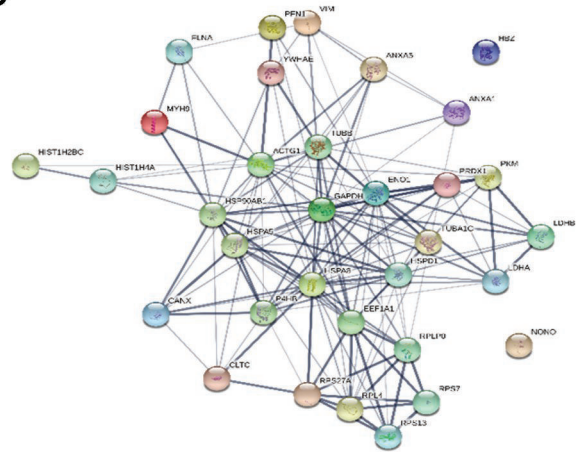 PFN1
VIM
FLNA
YWHAE
HBZ
ANXA5
ANXA1
MYH9
TUBB
ACTG1
HIST1H2BC
HIST1H4A
ENO1
PRDX1
PKM
HSP90AB1
GAPDH
HSPA5
TUBA1C
LDHB
HSPD1
HSPA8
LDHA
CANX
P4HB
EEF1A1
RPLP0
NONO
CLTC
RPS27A
RPL4
RPS7
RPS13